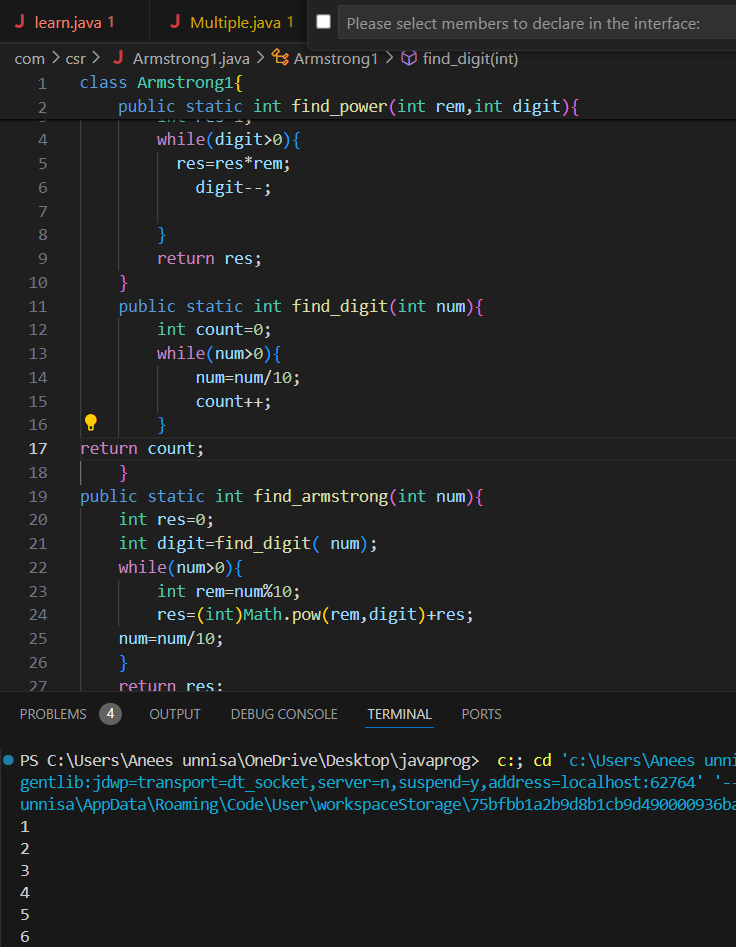 learn.java 1
Multiple.java 1
Please select members to declare in the interface:
com > csr > J Armstrong1.java > Armstrong1 > find_digit(int)
1 class Armstrong1{
2 public static int find_power(int rem,int digit){
3 int res=1;
4 while(digit>0){
5 res=res*rem;
6 digit--;
7
8 }
9 return res;
10 }
11 public static int find_digit(int num){
12 int count=0;
13 while(num>0){
14 num=num/10;
15 count++;
16 }
17 return count;
18 }
19 public static int find_armstrong(int num){
20 int res=0;
21 int digit=find_digit( num);
22 while(num>0){
23 int rem=num%10;
24 res=(int)Math.pow(rem,digit)+res;
25 num=num/10;
26 }
27 return res;
PROBLEMS 4 OUTPUT DEBUG CONSOLE TERMINAL PORTS
PS C:\Users\Anees unnisa\OneDrive\Desktop\javaprog> c:; cd 'c:\Users\Anees unni
gentlib:jdwp=transport=dt_socket,server=n,suspend=y,address=localhost:62764' '--
unnisa\AppData\Roaming\Code\User\workspaceStorage\75bfbb1a2b9d8b1cb9d490000936ba
1
2
3
4
5
6